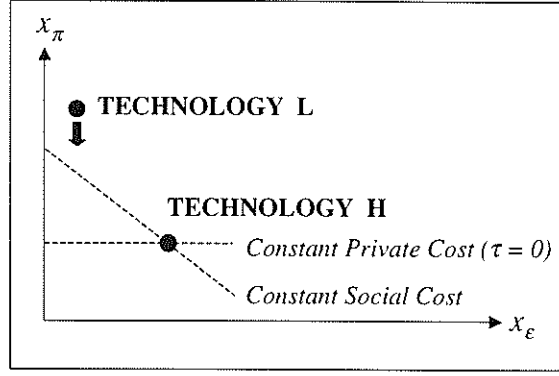 x_π
TECHNOLOGY L
TECHNOLOGY H
Constant Private Cost (τ = 0)
Constant Social Cost
x_ε